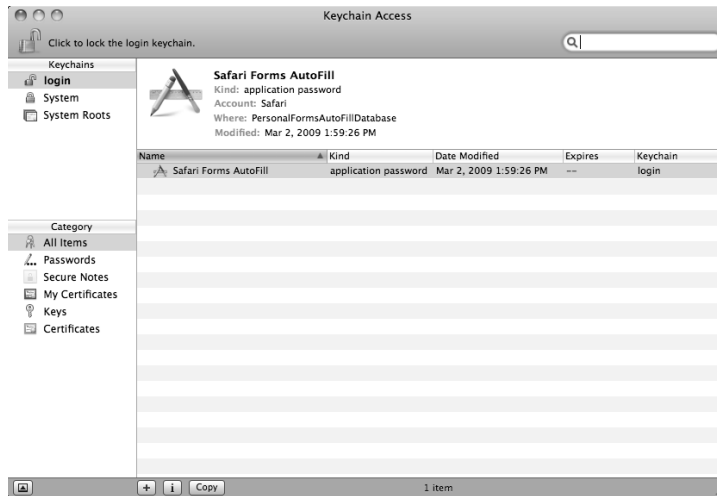 Keychain Access
Click to lock the login keychain.
Keychains
login
System
System Roots
Safari Forms AutoFill
Kind: application password
Account: Safari
Where: PersonalFormsAutoFillDatabase
Modified: Mar 2, 2009 1:59:26 PM
Name Kind Date Modified Expires Keychain
Safari Forms AutoFill application password Mar 2, 2009 1:59:26 PM -- login
Category
All Items
Passwords
Secure Notes
My Certificates
Keys
Certificates
+ i Copy 1 item